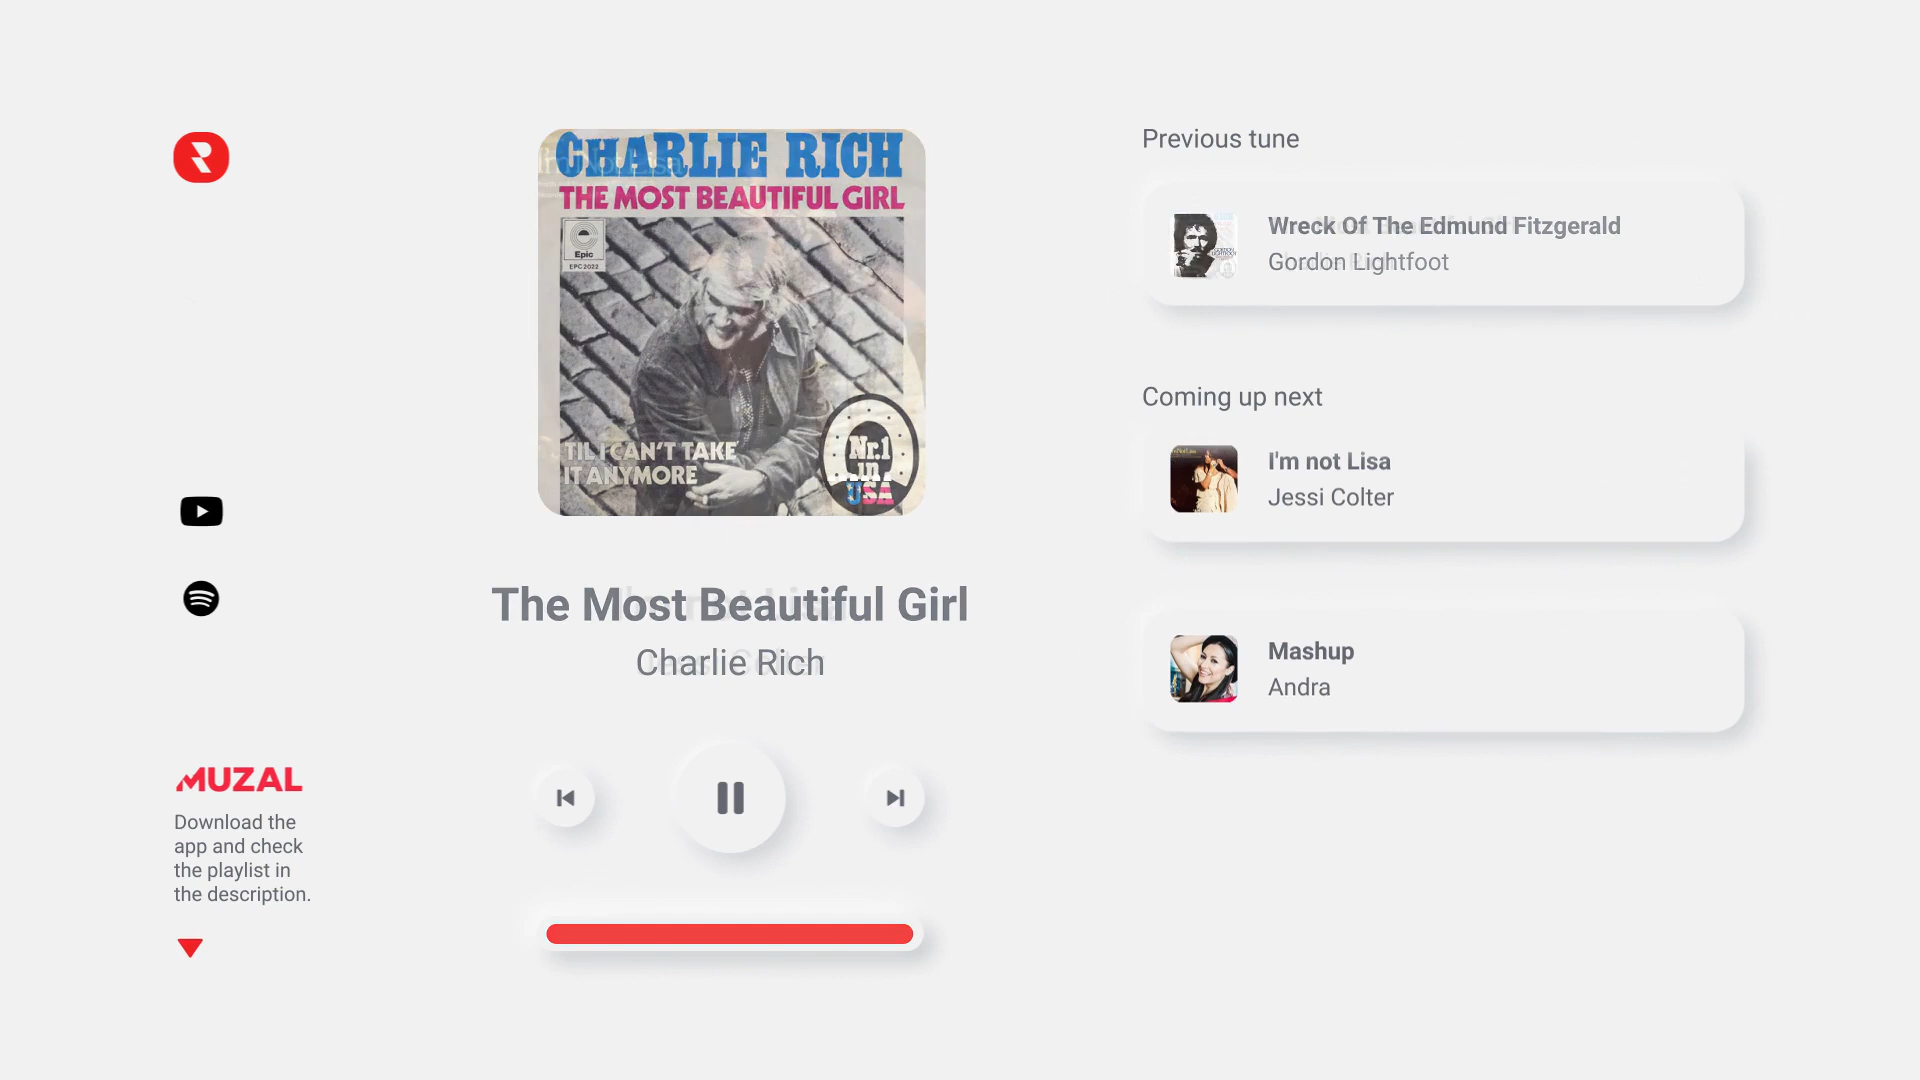 CHARLIE RICH
THE MOST BEAUTIFUL GIRL
Epic
EPC 2022
TIL I CAN'T TAKE
IT ANYMORE
Nr.1
in
USA
The Most Beautiful Girl
Charlie Rich
MUZAL
Download the
app and check
the playlist in
the description.
Previous tune
Wreck Of The Edmund Fitzgerald
Gordon Lightfoot
Coming up next
I'm not Lisa
Jessi Colter
Mashup
Andra